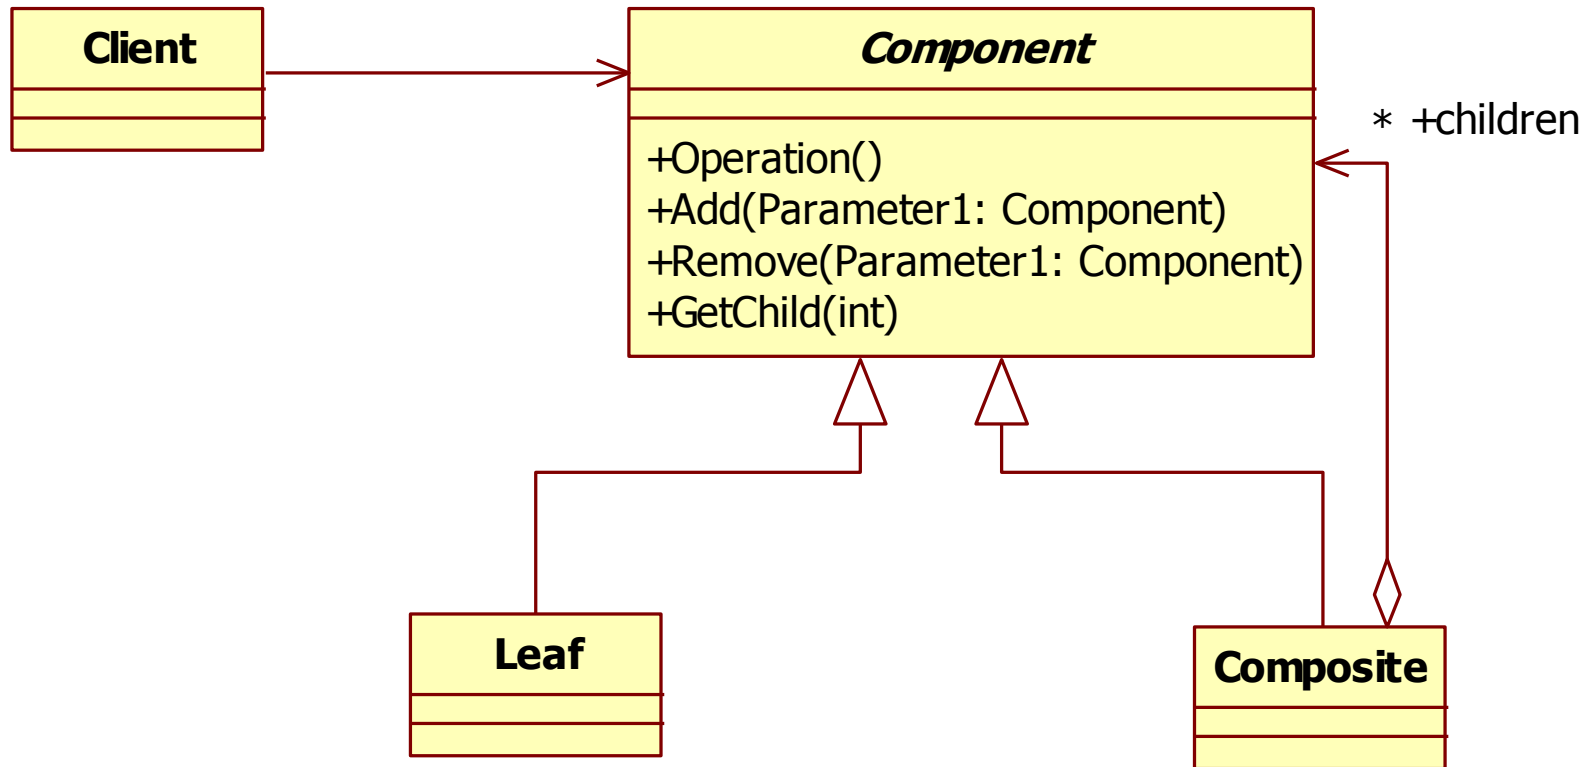 Client
Component
* +children
+Operation()
+Add(Parameter1: Component)
+Remove(Parameter1: Component)
+GetChild(int)
Leaf
Composite